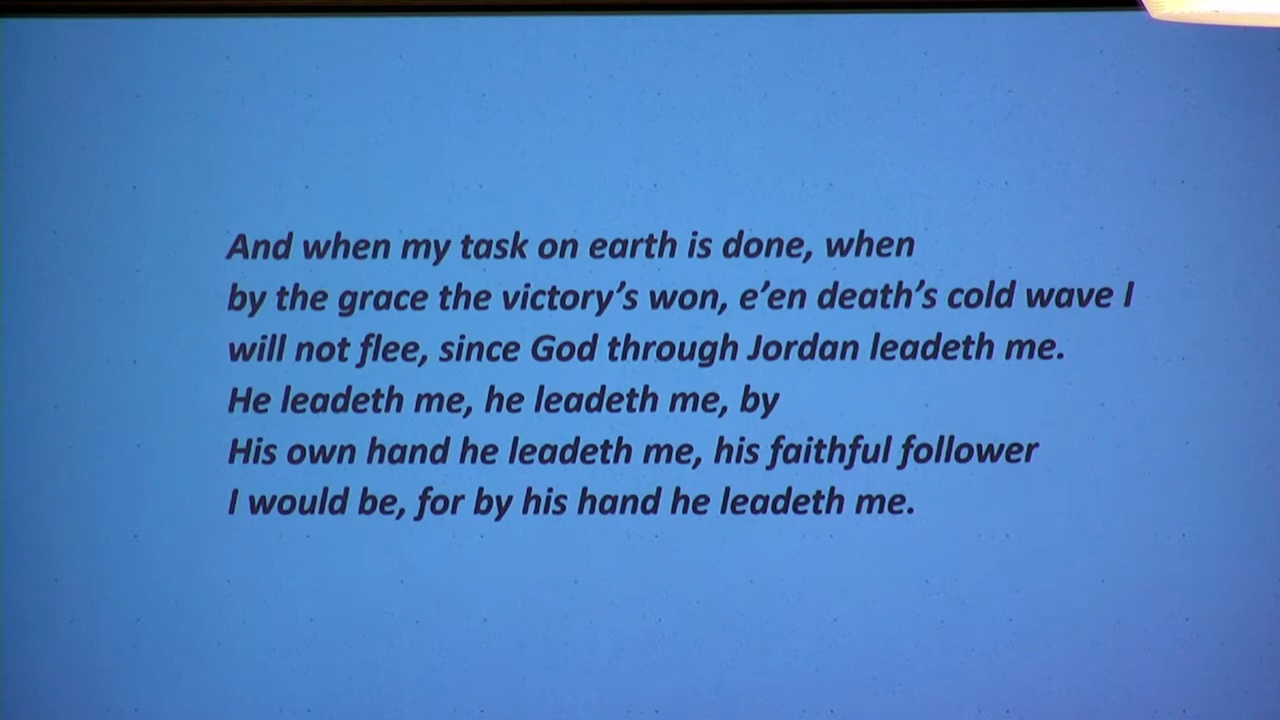 And when my task on earth is done, when
by the grace the victory’s won, e’en death’s cold wave I
will not flee, since God through Jordan leadeth me.
He leadeth me, he leadeth me, by
His own hand he leadeth me, his faithful follower
I would be, for by his hand he leadeth me.